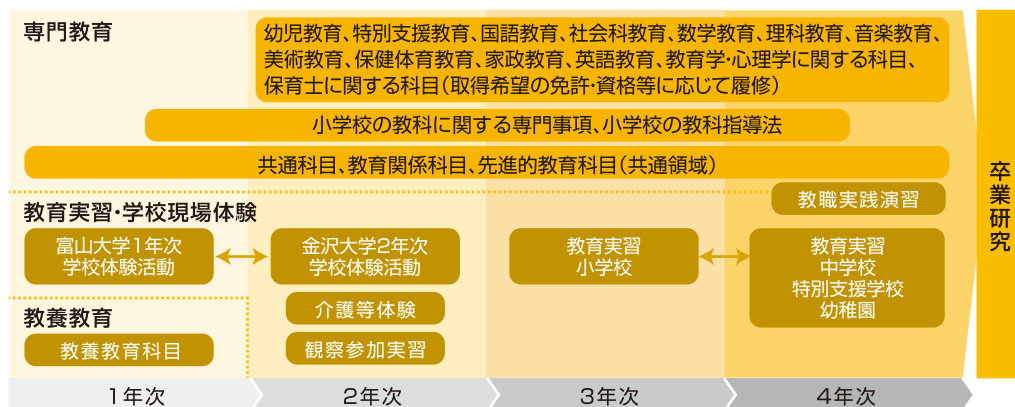 専門教育
幼児教育、特別支援教育、国語教育、社会科教育、数学教育、理科教育、音楽教育、
美術教育、保健体育教育、家政教育、英語教育、教育学・心理学に関する科目、
保育士に関する科目（取得希望の免許・資格等に応じて履修）
小学校の教科に関する専門事項、小学校の教科指導法
共通科目、教育関係科目、先進的教育科目（共通領域）
教職実践演習
教育実習・学校現場体験
富山大学1年次
学校体験活動
金沢大学2年次
学校体験活動
教育実習
小学校
教育実習
中学校
特別支援学校
幼稚園
介護等体験
観察参加実習
教養教育
教養教育科目
1年次
2年次
3年次
4年次
卒業研究